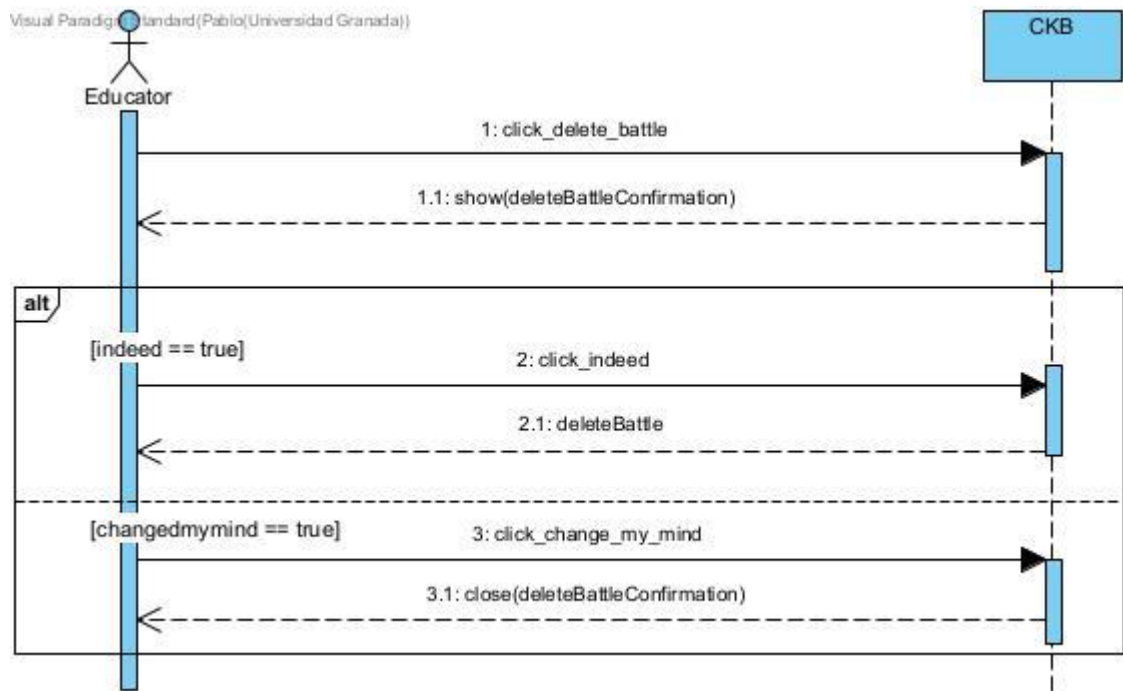 Visual Paradigm Standard(Pablo(Universidad Granada))
CKB
Educator
1: click_delete_battle
1.1: show(deleteBattleConfirmation)
alt
[indeed == true]
2: click_indeed
2.1: deleteBattle
[changedmymind == true]
3: click_change_my_mind
3.1: close(deleteBattleConfirmation)